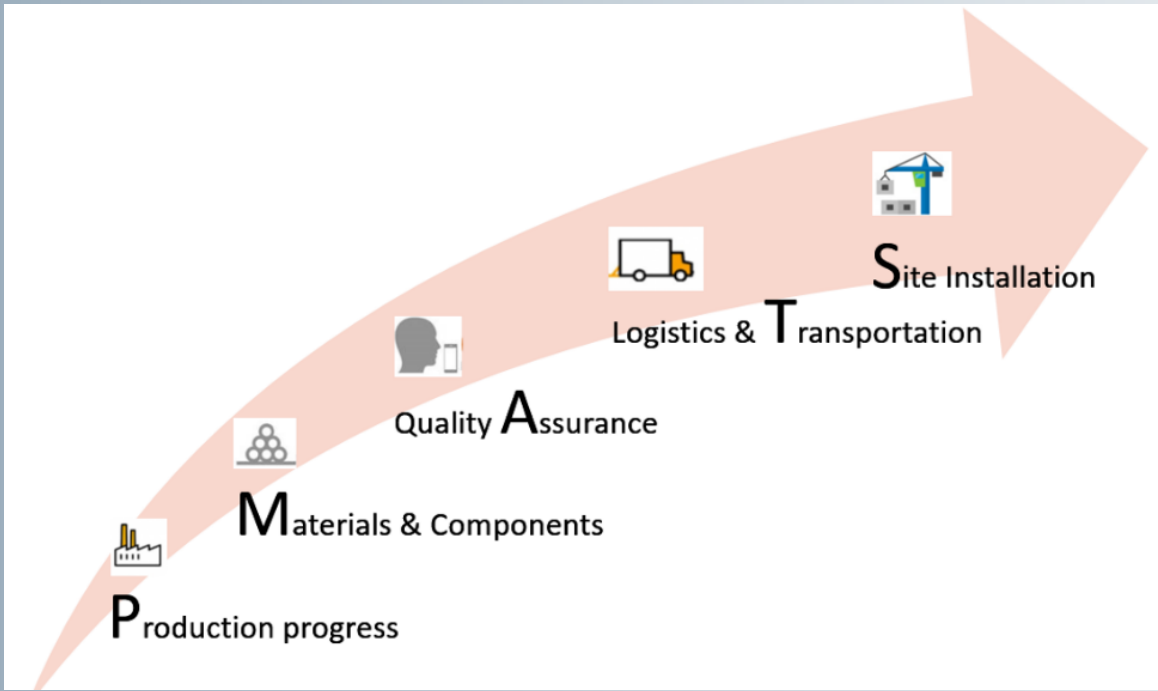 Site Installation
Logistics & Transportation
Quality Assurance
Materials & Components
Production progress